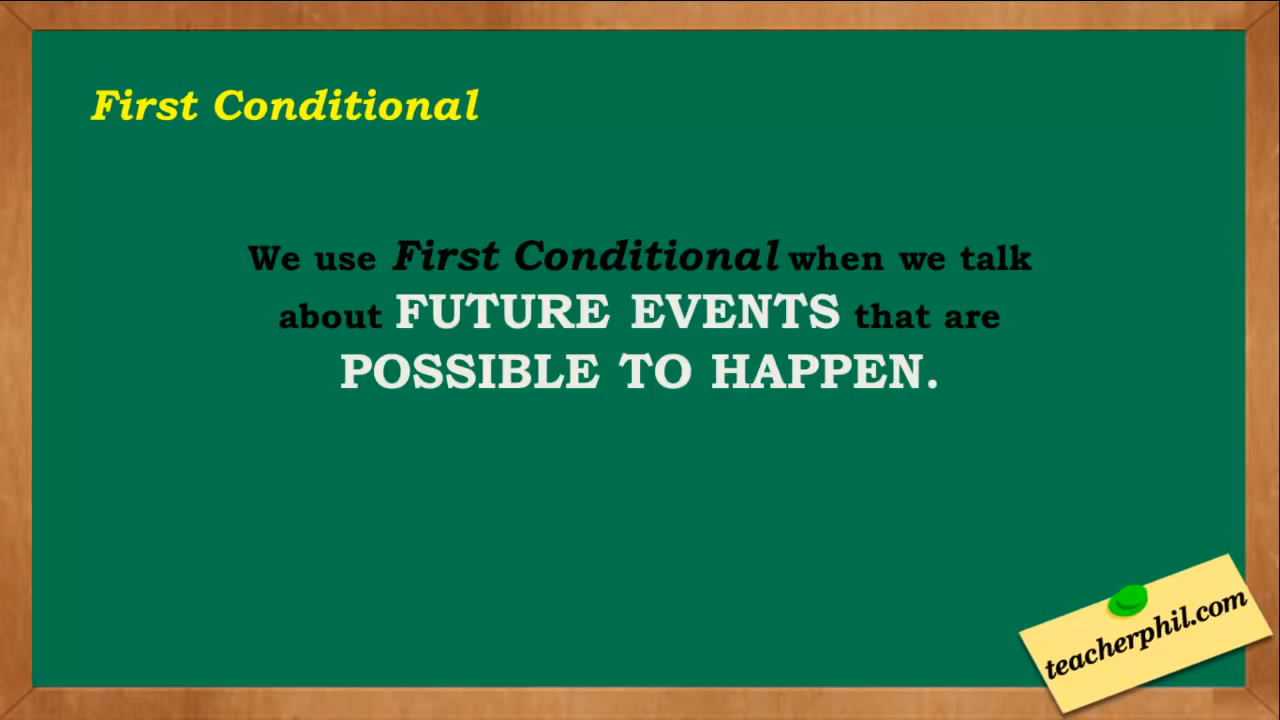 First Conditional
We use First Conditional when we talk
about FUTURE EVENTS that are
POSSIBLE TO HAPPEN.
teacherphil.com